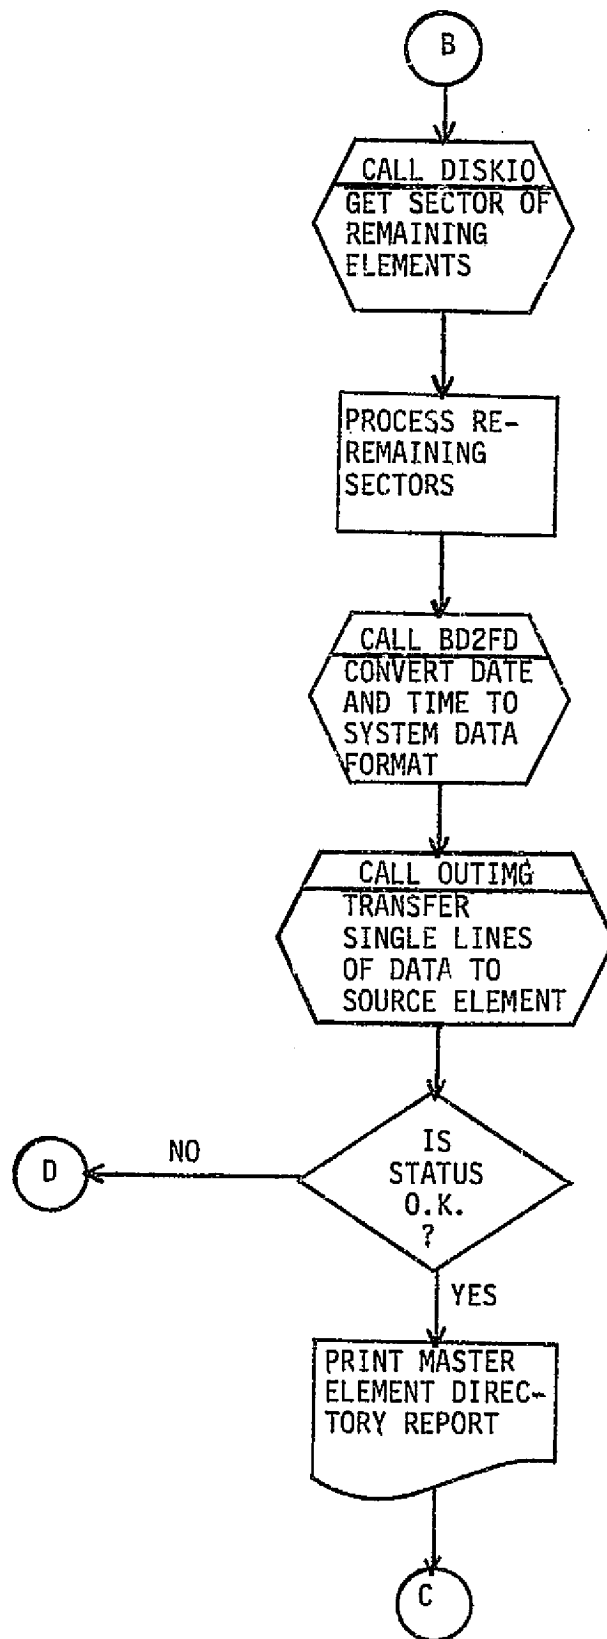 B
CALL DISKIO
GET SECTOR OF
REMAINING
ELEMENTS
PROCESS RE-
REMAINING
SECTORS
CALL BD2FD
CONVERT DATE
AND TIME TO
SYSTEM DATA
FORMAT
CALL OUTIMG
TRANSFER
SINGLE LINES
OF DATA TO
SOURCE ELEMENT
IS
STATUS
O.K.
?
NO
D
YES
PRINT MASTER
ELEMENT DIREC-
TORY REPORT
C